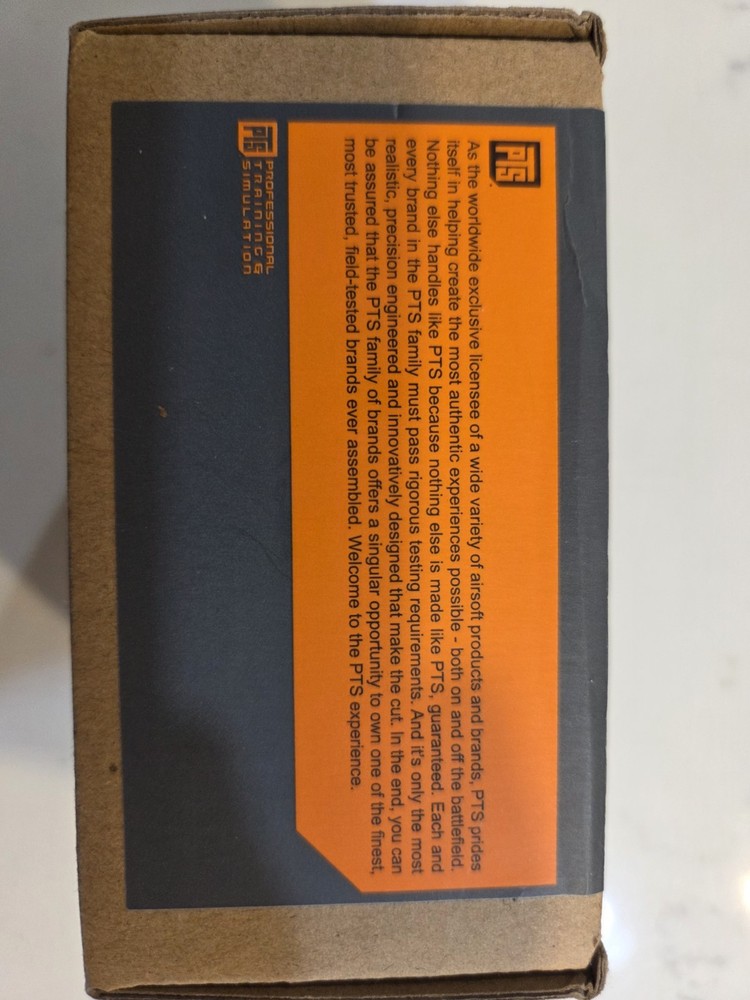 PTS
As the worldwide exclusive licensee of a wide variety of airsoft products and brands, PTS prides
itself in helping create the most authentic experiences possible - both on and off the battlefield.
Nothing else handles like PTS because nothing else is made like PTS, guaranteed. Each and
every brand in the PTS family must pass rigorous testing requirements. And it's only the most
realistic, precision engineered and innovatively designed that make the cut. In the end, you can
be assured that the PTS family of brands offers a singular opportunity to own one of the finest,
most trusted, field-tested brands ever assembled. Welcome to the PTS experience.
PTS
PROFESSIONAL
TRAINING &
SIMULATION